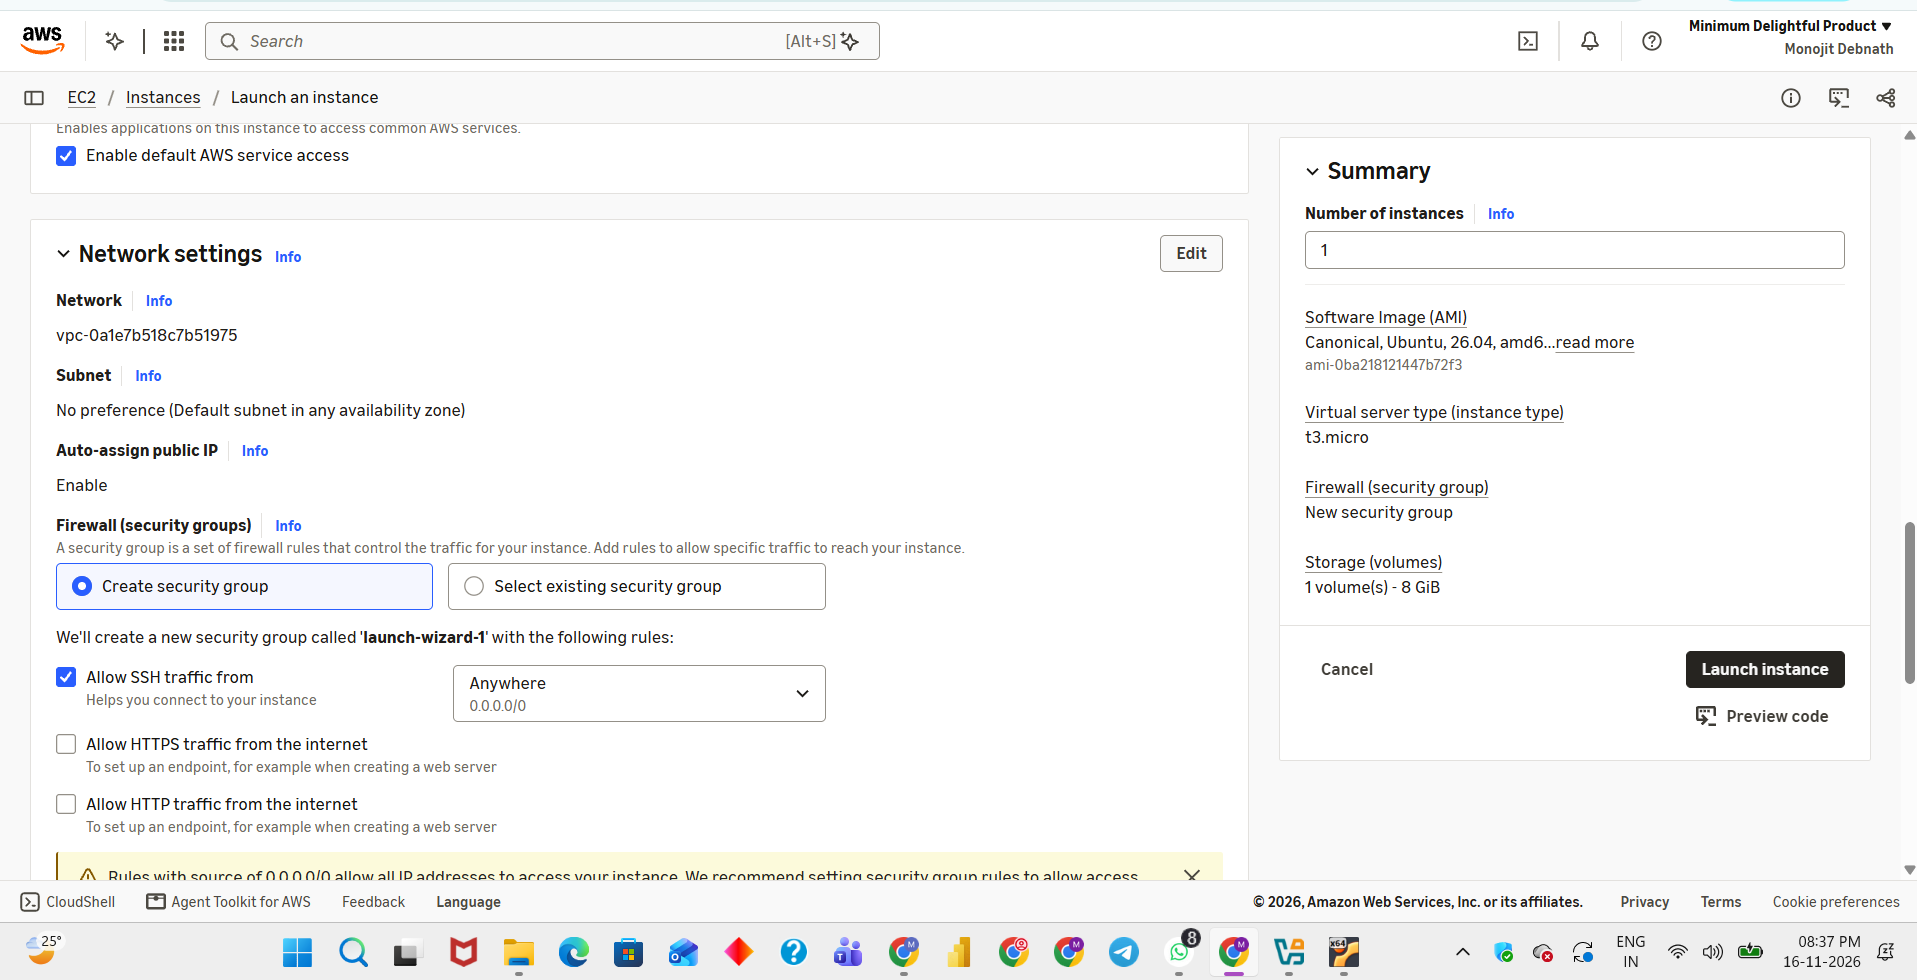 aws
Search
[Alt+S]
Minimum Delightful Product
Monojit Debnath
EC2 / Instances / Launch an instance
Enables applications on this instance to access common AWS services.
Enable default AWS service access
Network settings Info
Edit
Network Info
vpc-0a1e7b518c7b51975
Subnet Info
No preference (Default subnet in any availability zone)
Auto-assign public IP Info
Enable
Firewall (security groups) Info
A security group is a set of firewall rules that control the traffic for your instance. Add rules to allow specific traffic to reach your instance.
Create security group
Select existing security group
We'll create a new security group called 'launch-wizard-1' with the following rules:
Allow SSH traffic from
Helps you connect to your instance
Anywhere
0.0.0.0/0
Allow HTTPS traffic from the internet
To set up an endpoint, for example when creating a web server
Allow HTTP traffic from the internet
To set up an endpoint, for example when creating a web server
Rules with source of 0.0.0.0/0 allow all IP addresses to access your instance. We recommend setting security group rules to allow access
Summary
Number of instances Info
1
Software Image (AMI)
Canonical, Ubuntu, 26.04, amd6...read more
ami-0ba218121447b72f3
Virtual server type (instance type)
t3.micro
Firewall (security group)
New security group
Storage (volumes)
1 volume(s) - 8 GiB
Cancel
Launch instance
Preview code
CloudShell
Agent Toolkit for AWS
Feedback
Language
© 2026, Amazon Web Services, Inc. or its affiliates.
Privacy
Terms
Cookie preferences
25°
8
ENG
IN
08:37 PM
16-11-2026